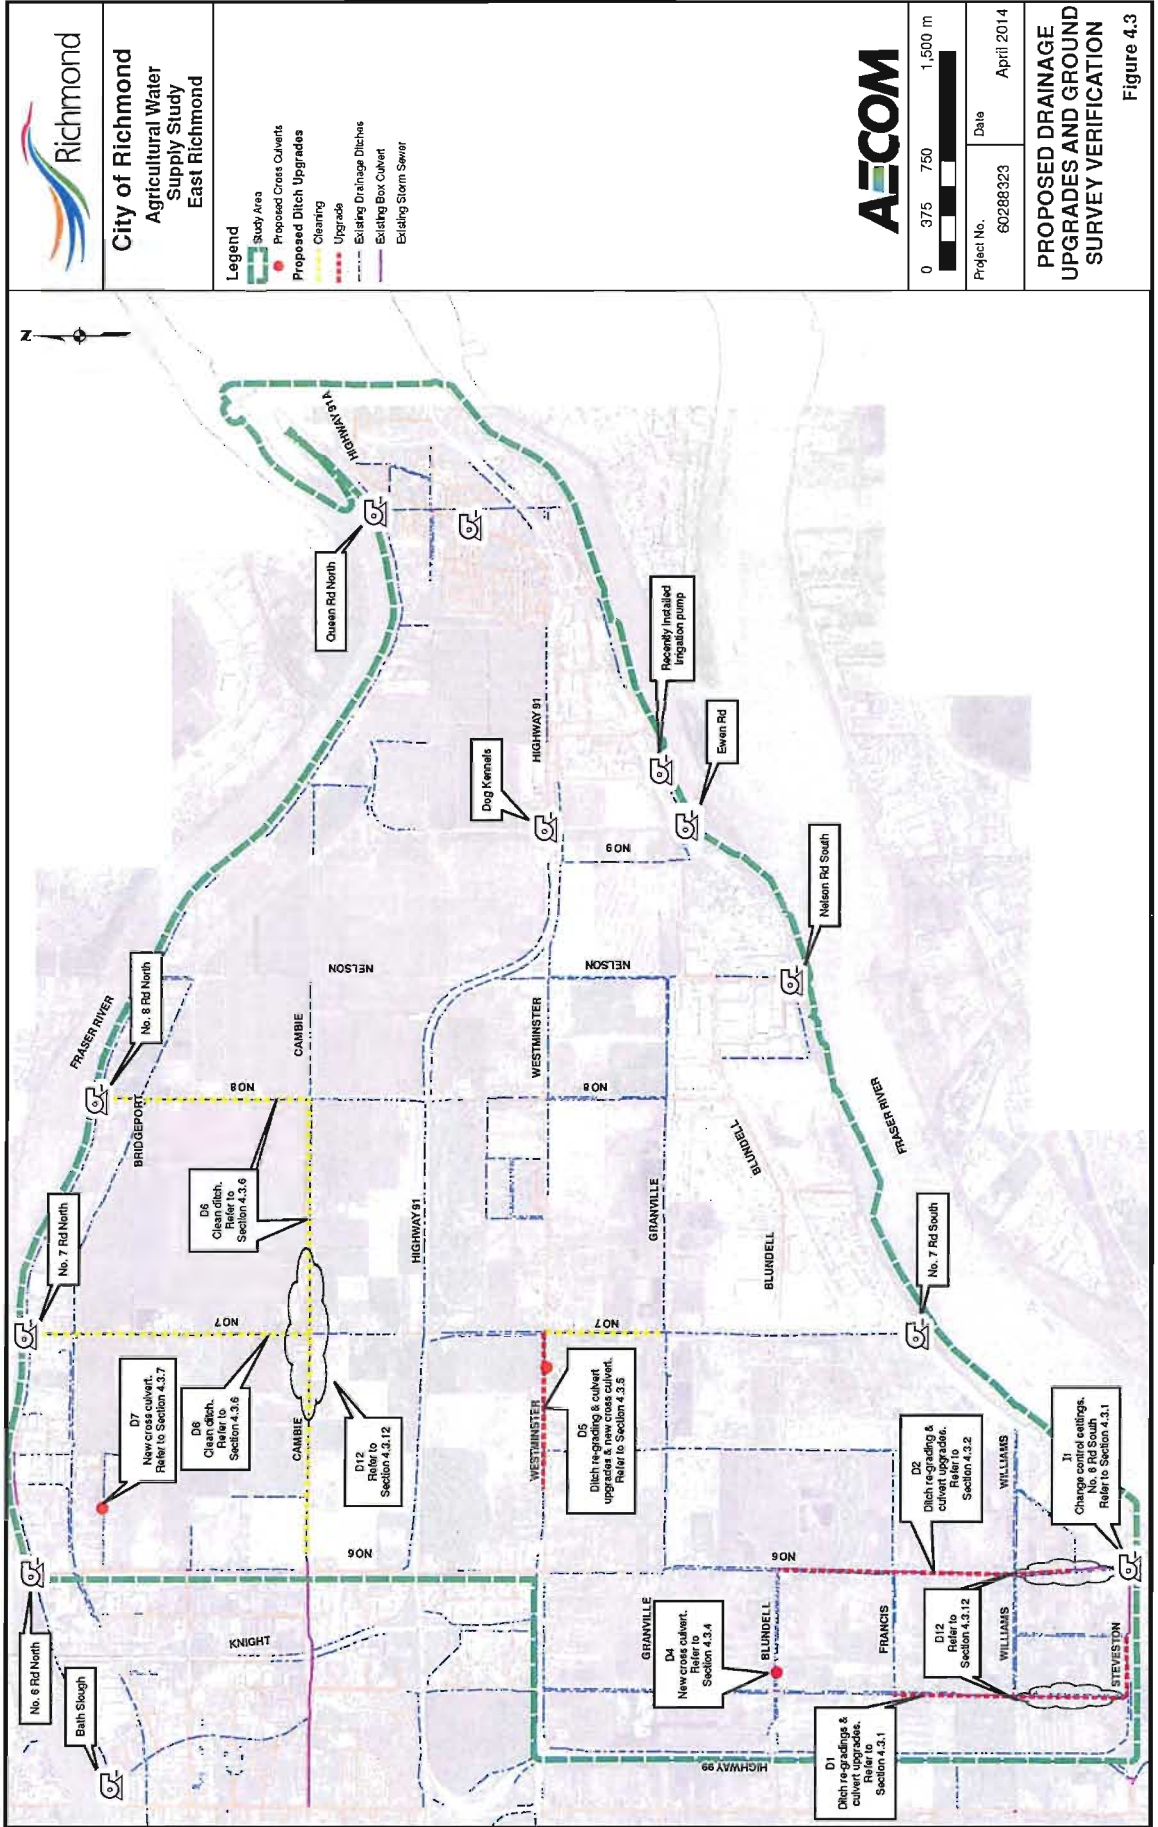 Richmond
City of Richmond
Agricultural Water
Supply Study
East Richmond
Legend
Study Area
Proposed Cross Culverts
Proposed Ditch Upgrades
Cleaning
Upgrade
Existing Drainage Ditches
Existing Box Culvert
Existing Storm Sewer
AECOM
0 375 750 1,500 m
Project No.
60288323
Date
April 2014
PROPOSED DRAINAGE
UPGRADES AND GROUND
SURVEY VERIFICATION
Figure 4.3
N
No. 6 Rd North
Bath Slough
No. 7 Rd North
No. 8 Rd North
FRASER RIVER
BRIDGEPORT
Queen Rd North
HIGHWAY 91A
D7
New cross culvert.
Refer to Section 4.3.7
D6
Clean ditch.
Refer to
Section 4.3.6
D6
Clean ditch.
Refer to
Section 4.3.6
NO 7
NO 8
CAMBIE
CAMBIE
NELSON
D12
Refer to
Section 4.3.12
KNIGHT
NO 6
HIGHWAY 91
HIGHWAY 91
Dog Kennels
WESTMINSTER
WESTMINSTER
D5
Ditch re-grading & culvert
upgrades & new cross culvert.
Refer to Section 4.3.5
NO 7
NO 8
NELSON
NO 9
Recently Installed
Irrigation pump
Ewen Rd
GRANVILLE
GRANVILLE
D4
New cross culvert.
Refer to
Section 4.3.4
BLUNDELL
BLUNDELL
BLUNDELL
Nelson Rd South
NO 6
HIGHWAY 99
FRANCIS
D1
Ditch re-gradings &
culvert upgrades.
Refer to
Section 4.3.1
D2
Ditch re-grading &
culvert upgrades.
Refer to
Section 4.3.2
No. 7 Rd South
FRASER RIVER
D12
Refer to
Section 4.3.12
WILLIAMS
WILLIAMS
STEVESTON
I1
Change control settings.
No. 6 Rd South
Refer to Section 4.3.1